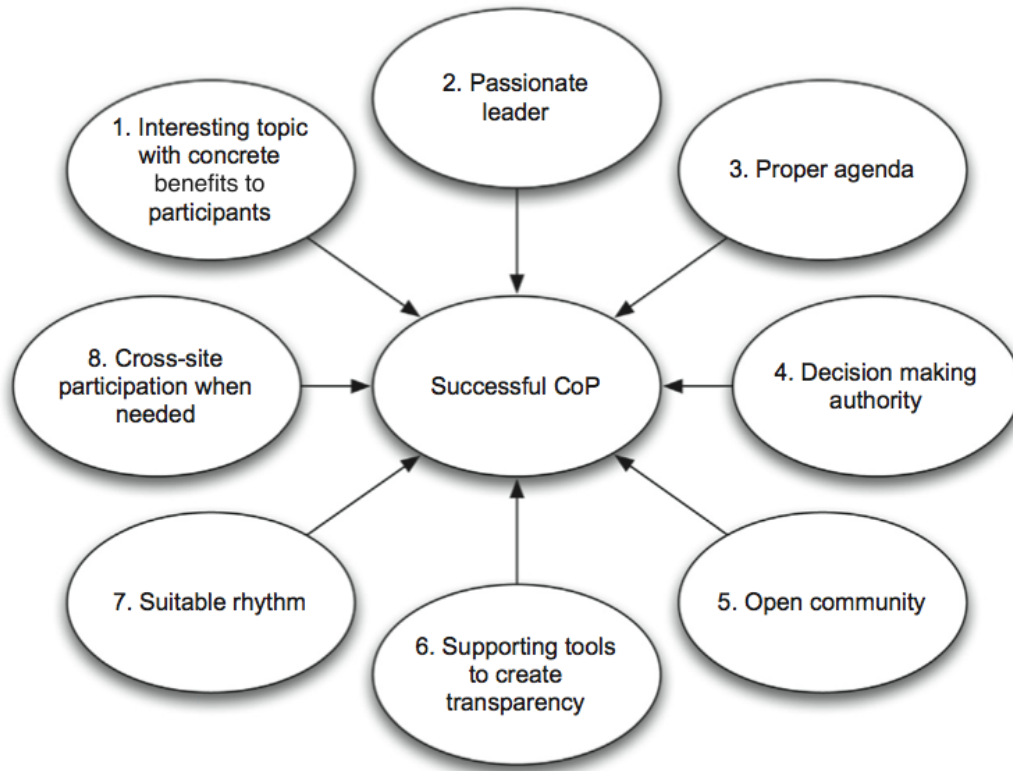 1. Interesting topic
with concrete
benefits to
participants
2. Passionate
leader
3. Proper agenda
4. Decision making
authority
5. Open community
6. Supporting tools
to create
transparency
7. Suitable rhythm
8. Cross-site
participation when
needed
Successful CoP